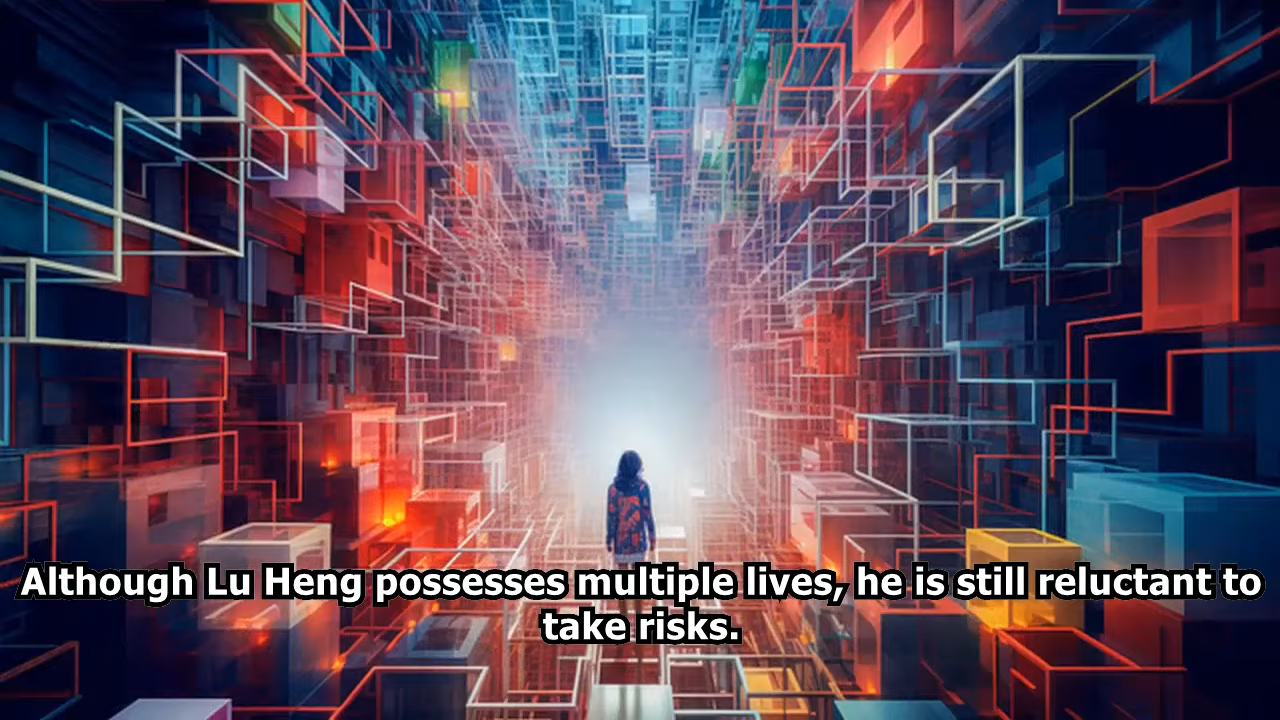 Although Lu Heng possesses multiple lives, he is still reluctant to
take risks.